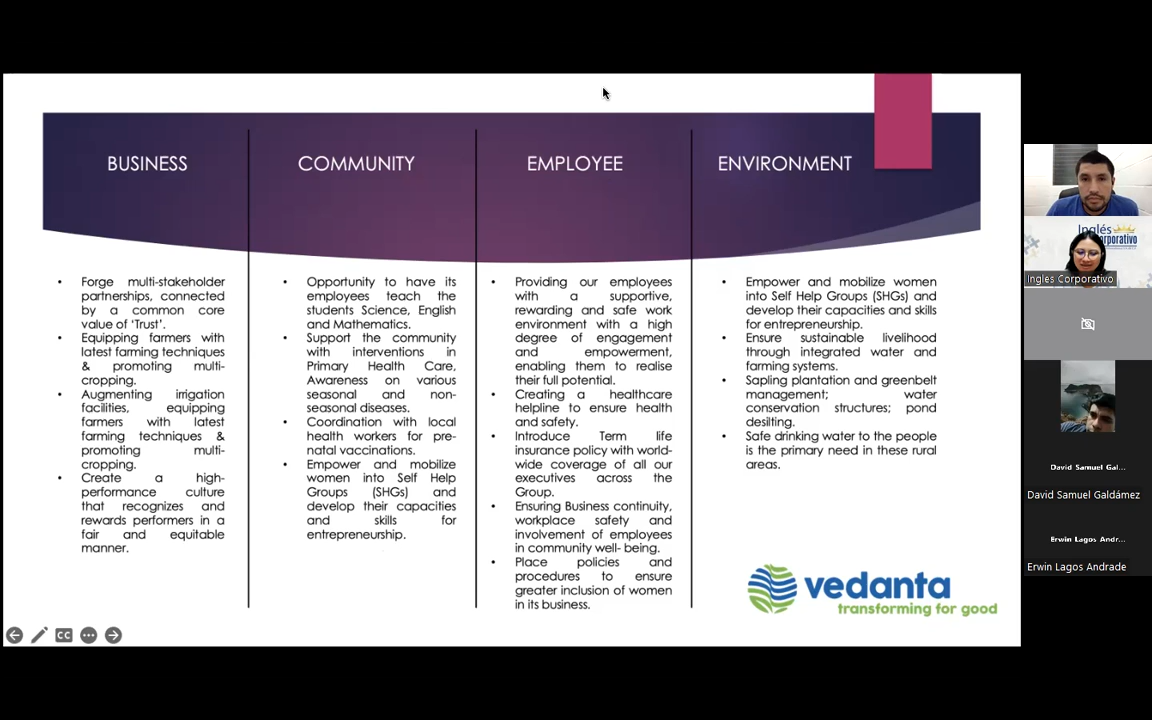 BUSINESS
COMMUNITY
EMPLOYEE
ENVIRONMENT
• Forge multi-stakeholder
partnerships, connected
by a common core
value of ‘Trust’.
• Equipping farmers with
latest farming techniques
& promoting multi-
cropping.
• Augmenting irrigation
facilities, equipping
farmers with latest
farming techniques &
promoting multi-
cropping.
• Create a high-
performance culture
that recognizes and
rewards performers in a
fair and equitable
manner.
• Opportunity to have its
employees teach the
students Science, English
and Mathematics.
• Support the community
with interventions in
Primary Health Care,
Awareness on various
seasonal and non-
seasonal diseases.
• Coordination with local
health workers for pre-
natal vaccinations.
• Empower and mobilize
women into Self Help
Groups (SHGs) and
develop their capacities
and skills for
entrepreneurship.
• Providing our employees
with a supportive,
rewarding and safe work
environment with a high
degree of engagement
and empowerment,
enabling them to realise
their full potential.
• Creating a healthcare
helpline to ensure health
and safety.
• Introduce Term life
insurance policy with world-
wide coverage of all our
executives across the
Group.
• Ensuring Business continuity,
workplace safety and
involvement of employees
in community well- being.
• Place policies and
procedures to ensure
greater inclusion of women
in its business.
• Empower and mobilize women
into Self Help Groups (SHGs) and
develop their capacities and skills
for entrepreneurship.
• Ensure sustainable livelihood
through integrated water and
farming systems.
• Sapling plantation and greenbelt
management; water
conservation structures; pond
desilting.
• Safe drinking water to the people
is the primary need in these rural
areas.
vedanta
transforming for good
CC
Inglés
Corporativo
Ingles Corporativo
David Samuel Gal...
David Samuel Galdámez
Erwin Lagos Andr...
Erwin Lagos Andrade